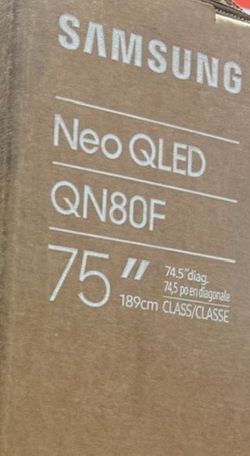 SAMSUNG
Neo QLED
QN80F
75″ 189cm
74.5″diag.
74,5 po en diagonale
CLASS/CLASSE